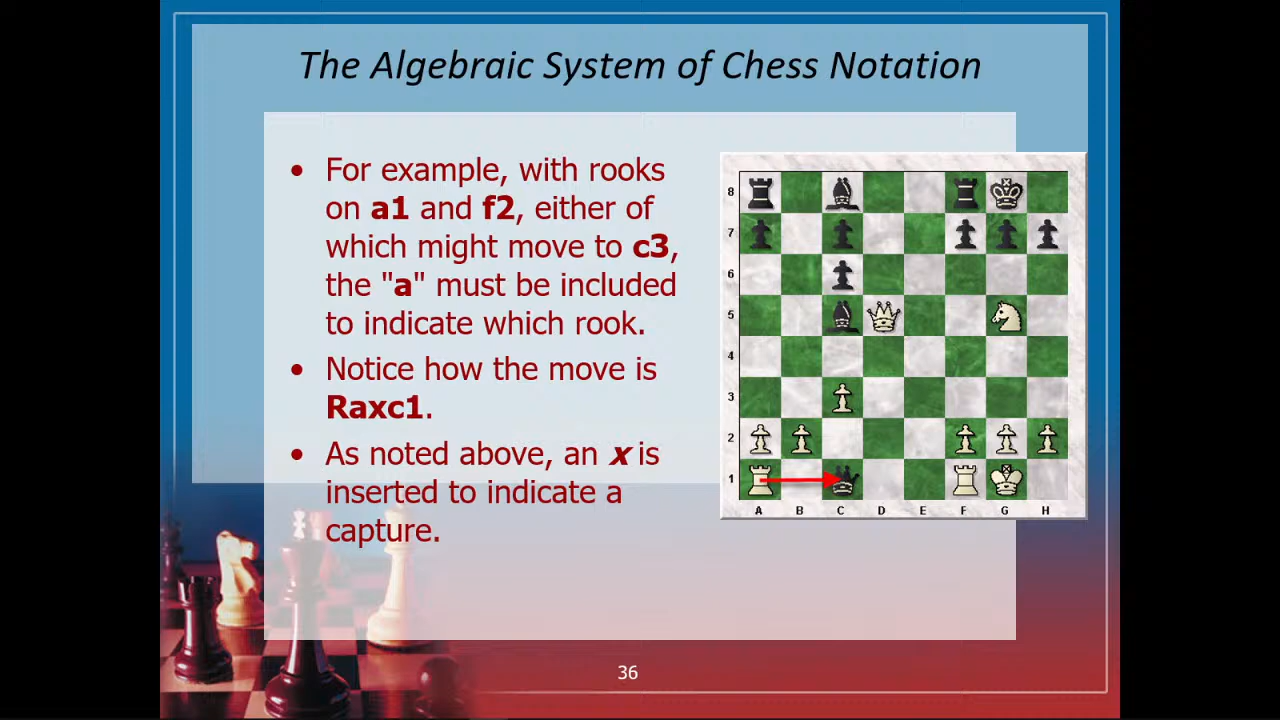 The Algebraic System of Chess Notation
• For example, with rooks
on a1 and f2, either of
which might move to c3,
the "a" must be included
to indicate which rook.
• Notice how the move is
Raxc1.
• As noted above, an x is
inserted to indicate a
capture.
8
7
6
5
4
3
2
1
A B C D E F G H
36